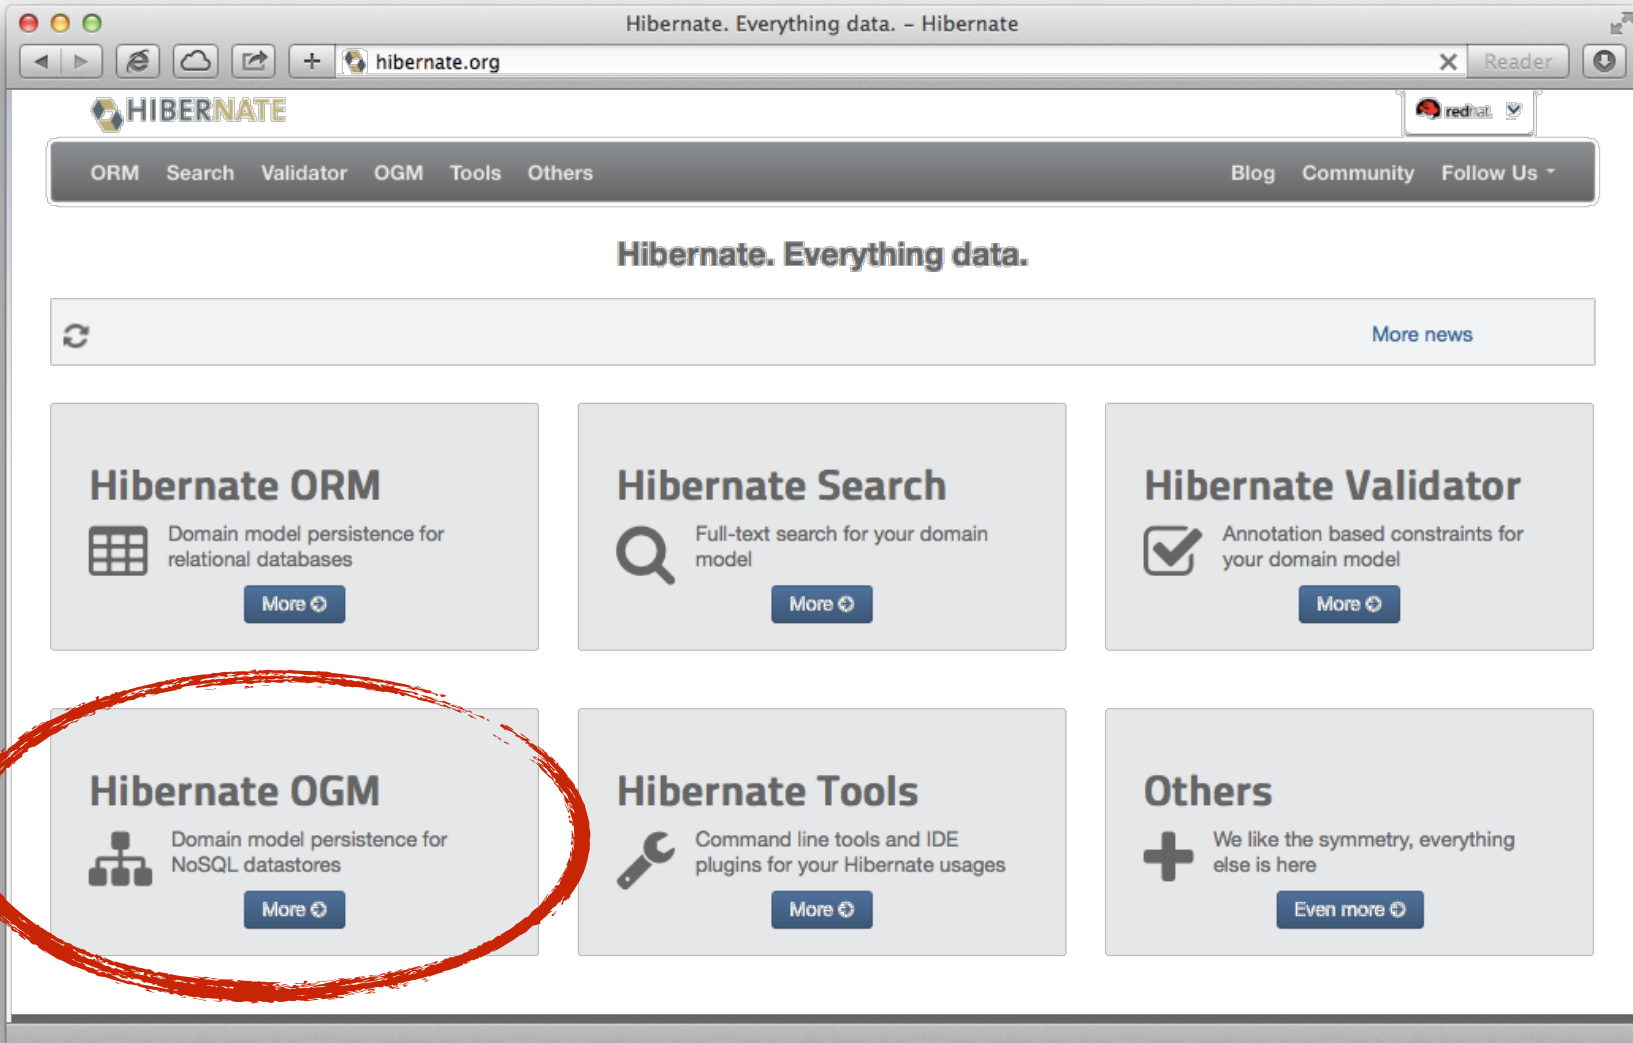 Hibernate. Everything data. – Hibernate
hibernate.org
Reader
HIBERNATE
redhat.
ORM Search Validator OGM Tools Others Blog Community Follow Us
Hibernate. Everything data.
More news
Hibernate ORM
Domain model persistence for
relational databases
More
Hibernate Search
Full-text search for your domain
model
More
Hibernate Validator
Annotation based constraints for
your domain model
More
Hibernate OGM
Domain model persistence for
NoSQL datastores
More
Hibernate Tools
Command line tools and IDE
plugins for your Hibernate usages
More
Others
We like the symmetry, everything
else is here
Even more